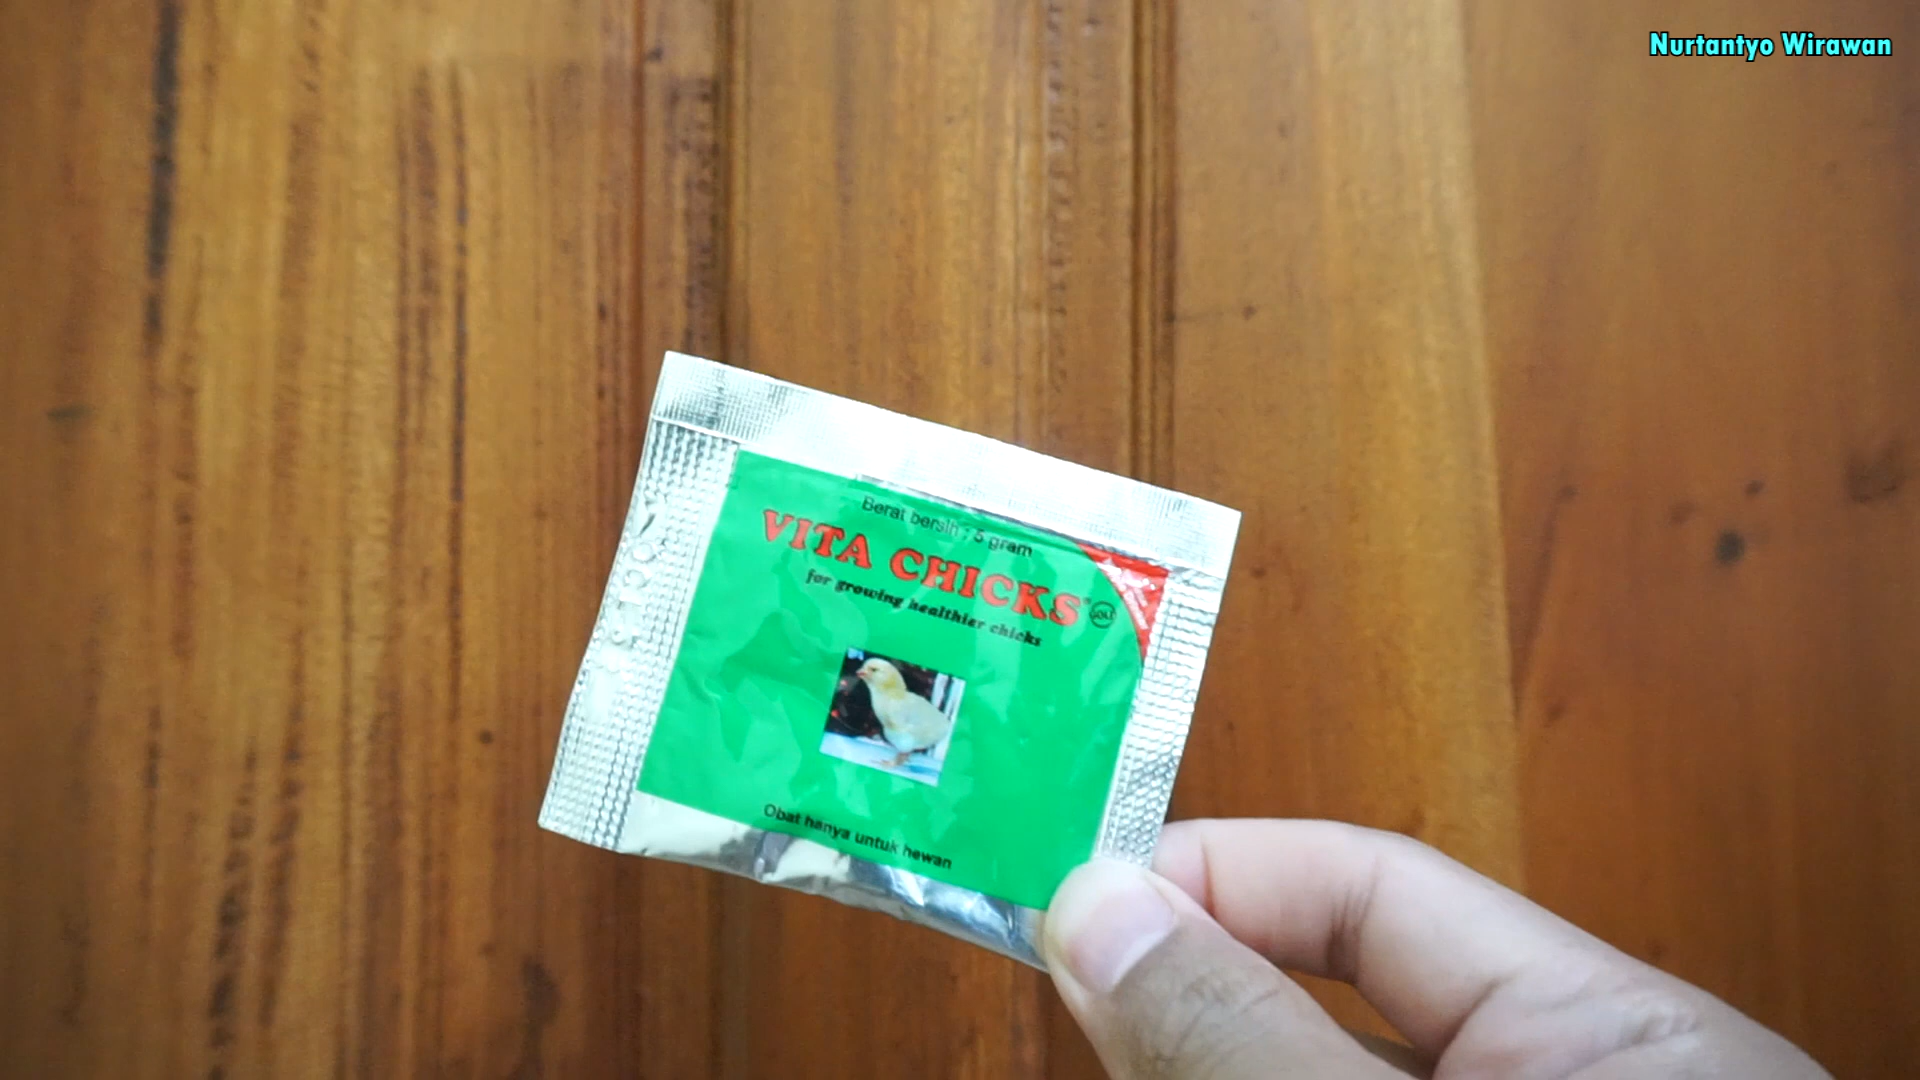 Nurtantyo Wirawan
Berat bersih : 5 gram
VITA CHICKS®
for growing healthier chicks
Obat hanya untuk hewan